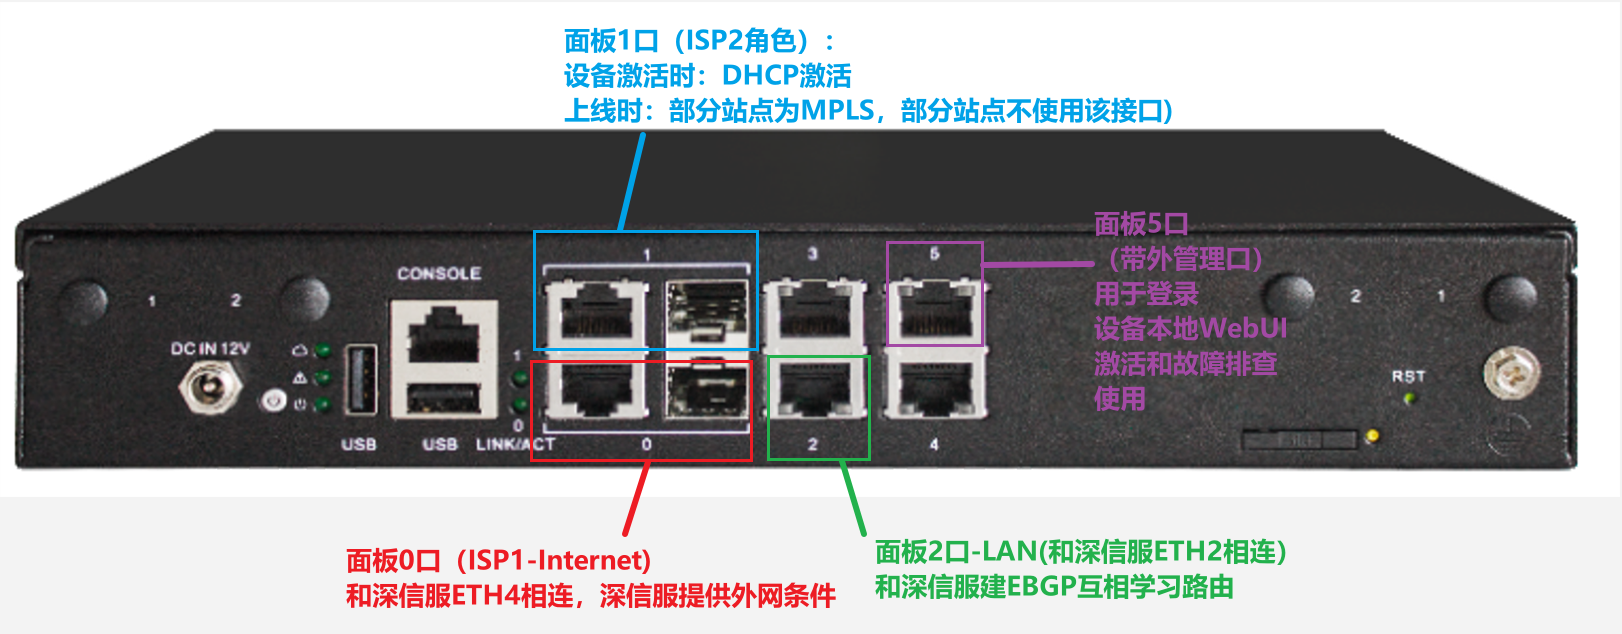 面板1口（ISP2角色）：
设备激活时：DHCP激活
上线时：部分站点为MPLS，部分站点不使用该接口)
面板5口
（带外管理口）
用于登录
设备本地WebUI
激活和故障排查
使用
1
3
5
CONSOLE
1
2
2
1
DC IN 12V
1
RST
0
USB
USB
LINK/ACT
0
2
4
面板0口（ISP1-Internet)
和深信服ETH4相连，深信服提供外网条件
面板2口-LAN(和深信服ETH2相连）
和深信服建EBGP互相学习路由